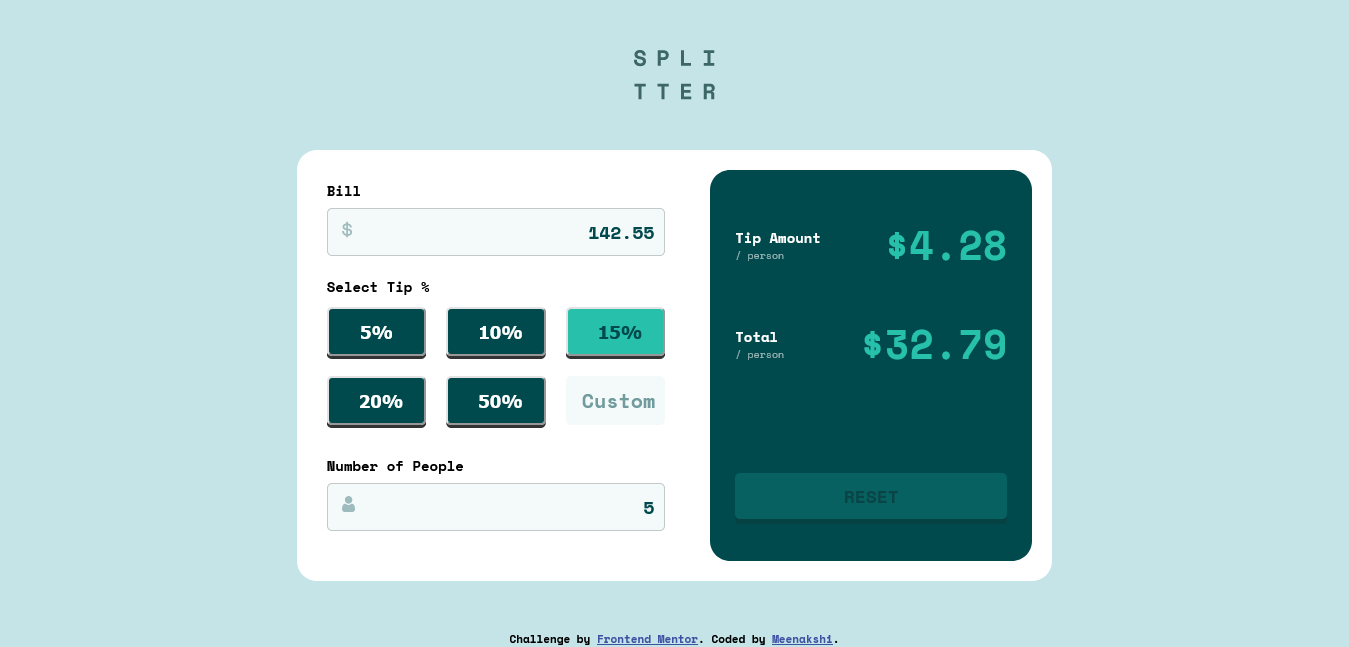 SPLI
TTER
Bill
$ 142.55
Select Tip %
5% 10% 15%
20% 50% Custom
Number of People
5
Tip Amount
/ person
$4.28
Total
/ person
$32.79
RESET
Challenge by Frontend Mentor. Coded by Meenakshi.